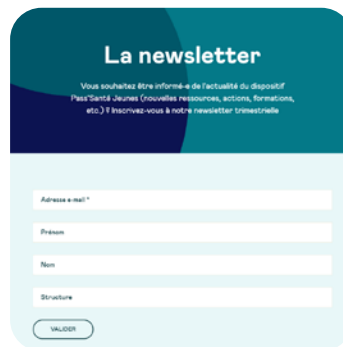 La newsletter
Vous souhaitez être informé·e de l'actualité du dispositif
Pass'Santé Jeunes (nouvelles ressources, actions, formations,
etc.) ? Inscrivez-vous à notre newsletter trimestrielle
Adresse e-mail *
Prénom
Nom
Structure
VALIDER